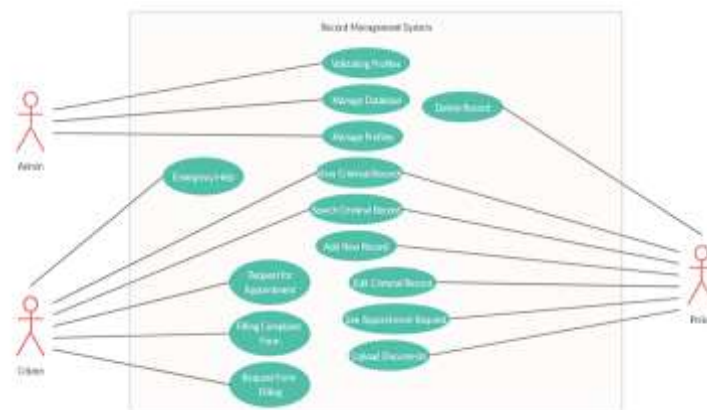 Record Management System
Validating Profiles
Manage Database
Delete Record
Manage Profiles
Admin
Emergency Help
View Criminal Record
Search Criminal Record
Add New Record
Request for
Appointment
Edit Criminal Record
Filling Complaint
Form
See Appointment Request
Upload Documents
Citizen
Request Form
Filling